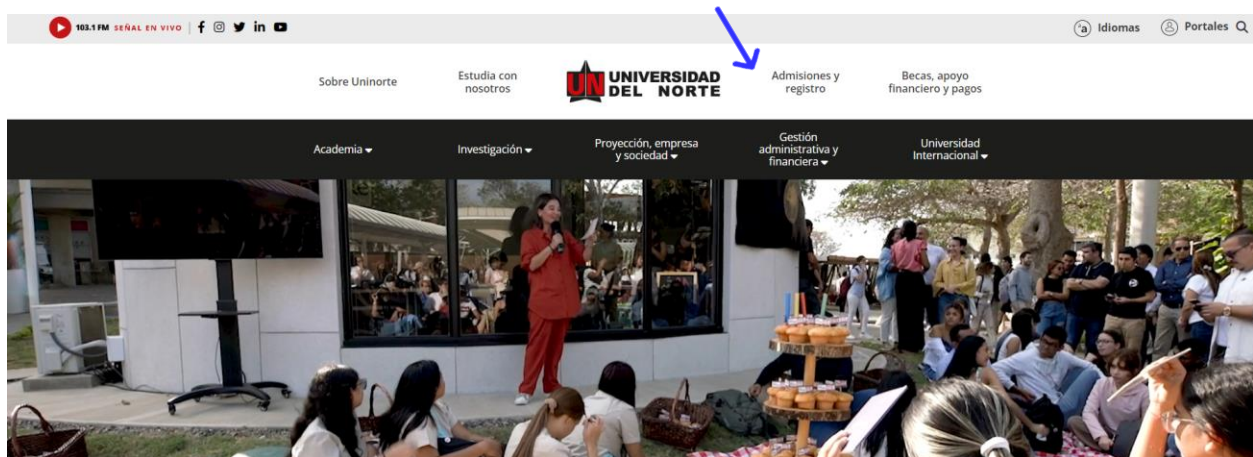 103.1 FM SEÑAL EN VIVO
Idiomas
Portales
Sobre Uninorte
Estudia con
nosotros
UN UNIVERSIDAD
DEL NORTE
Admisiones y
registro
Becas, apoyo
financiero y pagos
Academia
Investigación
Proyección, empresa
y sociedad
Gestión
administrativa y
financiera
Universidad
Internacional